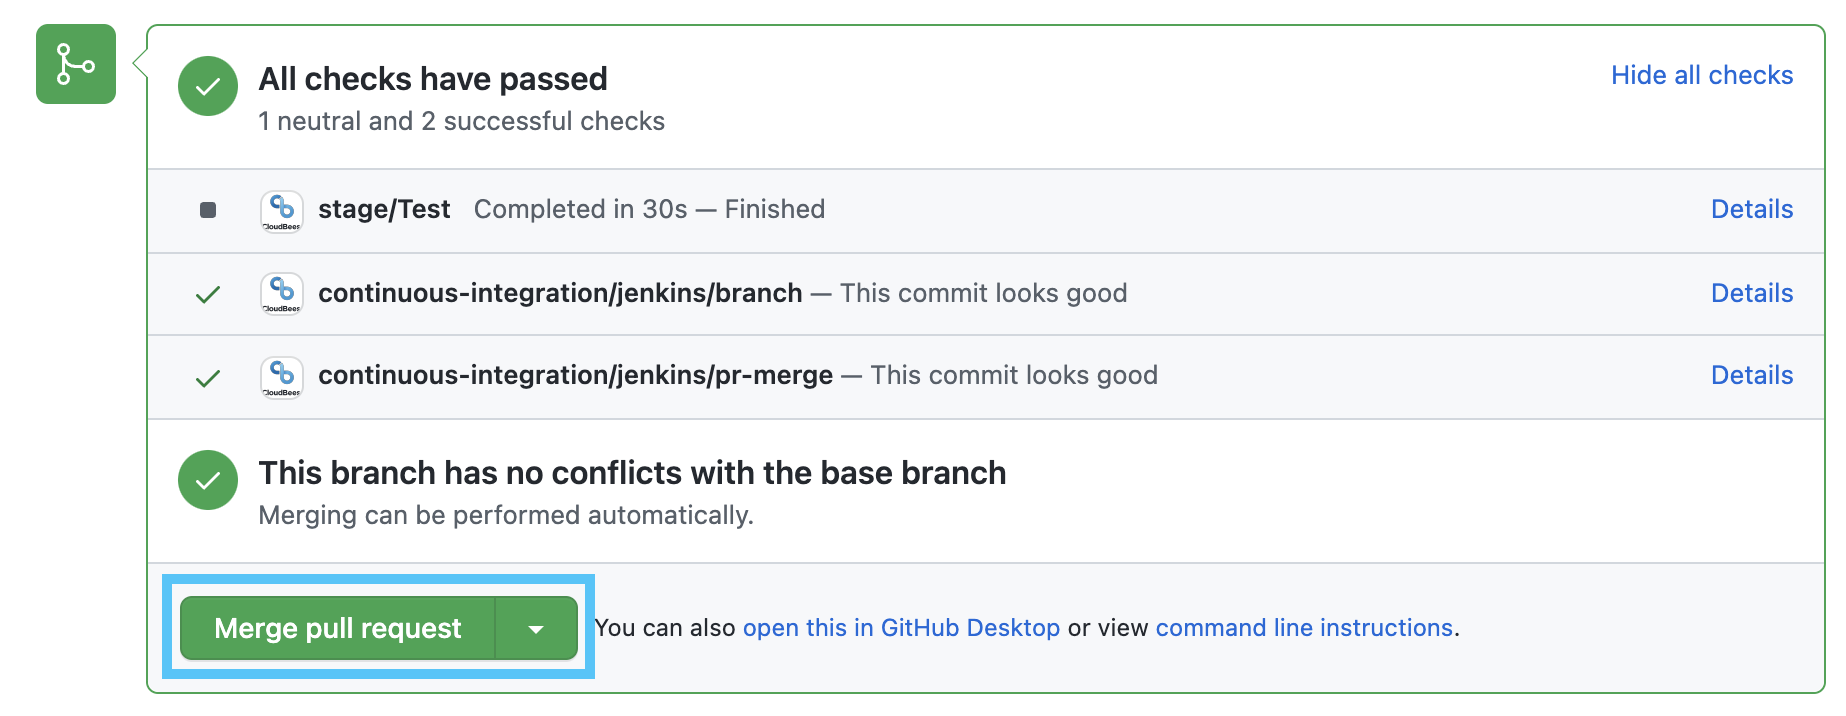 All checks have passed
Hide all checks
1 neutral and 2 successful checks
CloudBees
stage/Test Completed in 30s — Finished
Details
CloudBees
continuous-integration/jenkins/branch — This commit looks good
Details
CloudBees
continuous-integration/jenkins/pr-merge — This commit looks good
Details
This branch has no conflicts with the base branch
Merging can be performed automatically.
Merge pull request
You can also open this in GitHub Desktop or view command line instructions.